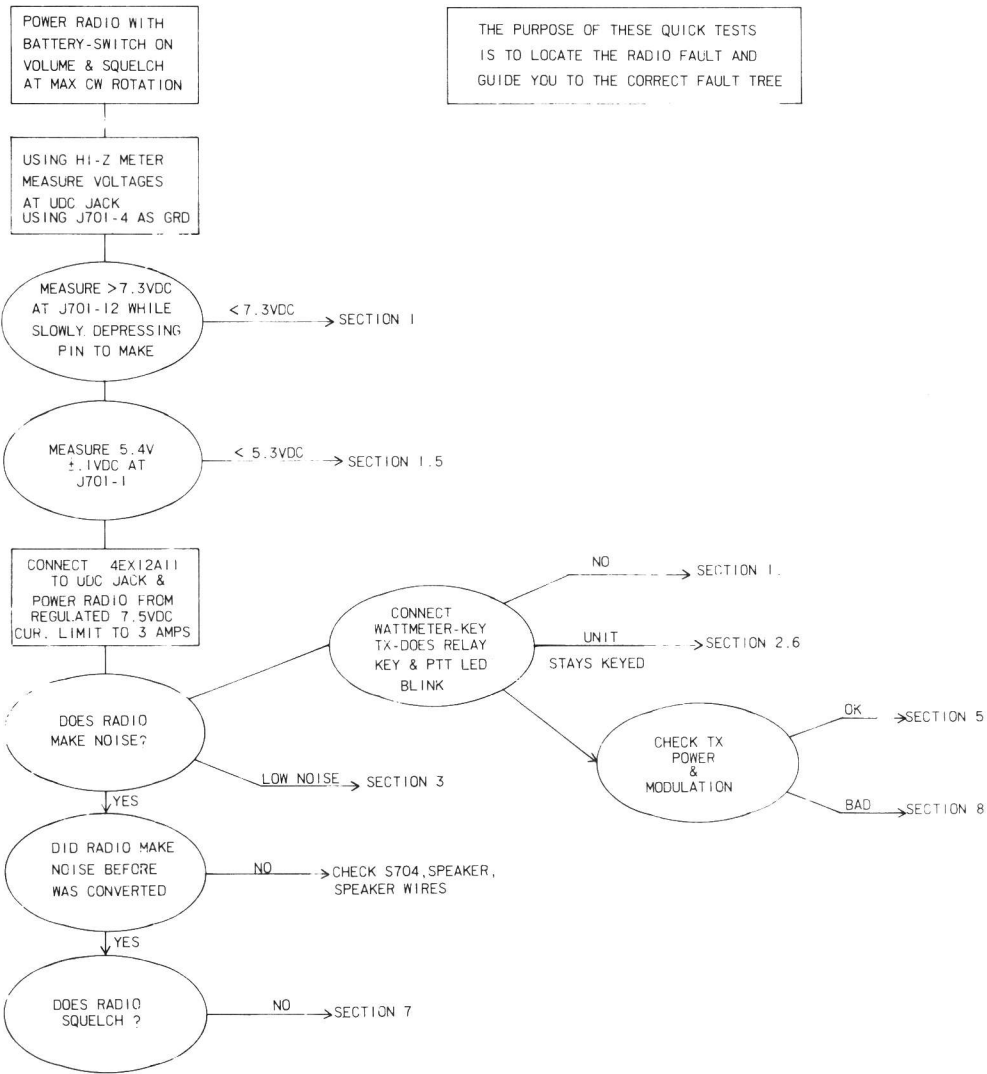 POWER RADIO WITH
BATTERY-SWITCH ON
VOLUME & SQUELCH
AT MAX CW ROTATION
THE PURPOSE OF THESE QUICK TESTS
IS TO LOCATE THE RADIO FAULT AND
GUIDE YOU TO THE CORRECT FAULT TREE
USING HI-Z METER
MEASURE VOLTAGES
AT UDC JACK
USING J701-4 AS GRD
MEASURE >7.3VDC
AT J701-12 WHILE
SLOWLY DEPRESSING
PIN TO MAKE
<7.3VDC
SECTION 1
MEASURE 5.4V
±.1VDC AT
J701-1
< 5.3VDC
SECTION 1.5
CONNECT 4EX12A11
TO UDC JACK &
POWER RADIO FROM
REGULATED 7.5VDC
CUR. LIMIT TO 3 AMPS
CONNECT
WATTMETER-KEY
TX-DOES RELAY
KEY & PTT LED
BLINK
NO
SECTION 1.
UNIT
STAYS KEYED
SECTION 2.6
DOES RADIO
MAKE NOISE?
LOW NOISE
SECTION 3
CHECK TX
POWER
&
MODULATION
OK
SECTION 5
BAD
SECTION 8
YES
DID RADIO MAKE
NOISE BEFORE
WAS CONVERTED
NO
CHECK S704, SPEAKER,
SPEAKER WIRES
YES
DOES RADIO
SQUELCH ?
NO
SECTION 7